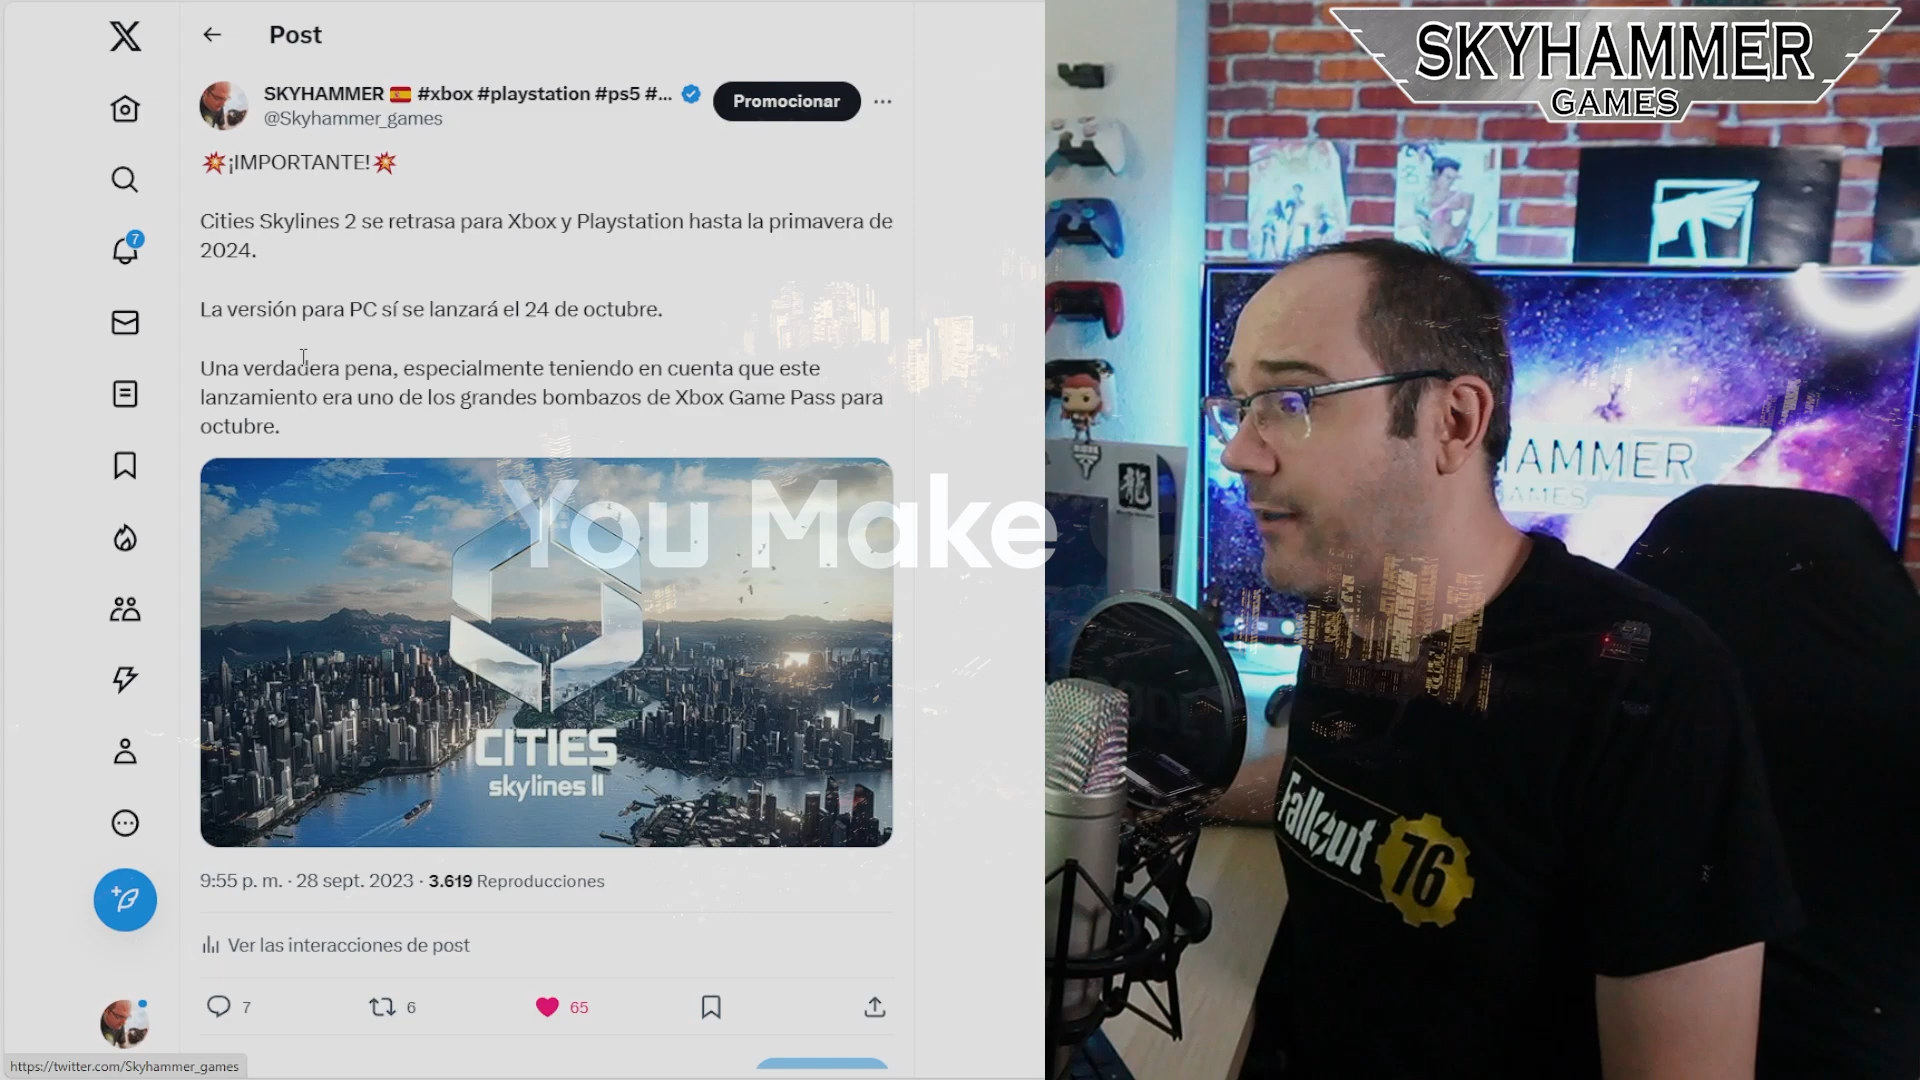 Post
SKYHAMMER 🇪🇸 #xbox #playstation #ps5 #...
Promocionar
@Skyhammer_games
💥¡IMPORTANTE!💥
Cities Skylines 2 se retrasa para Xbox y Playstation hasta la primavera de
2024.
La versión para PC sí se lanzará el 24 de octubre.
Una verdadera pena, especialmente teniendo en cuenta que este
lanzamiento era uno de los grandes bombazos de Xbox Game Pass para
octubre.
You Make
CITIES
skylines II
9:55 p. m. · 28 sept. 2023 · 3.619 Reproducciones
Ver las interacciones de post
7
6
65
7
https://twitter.com/Skyhammer_games
SKYHAMMER
GAMES
HAMMER
GAMES
Fallout
76